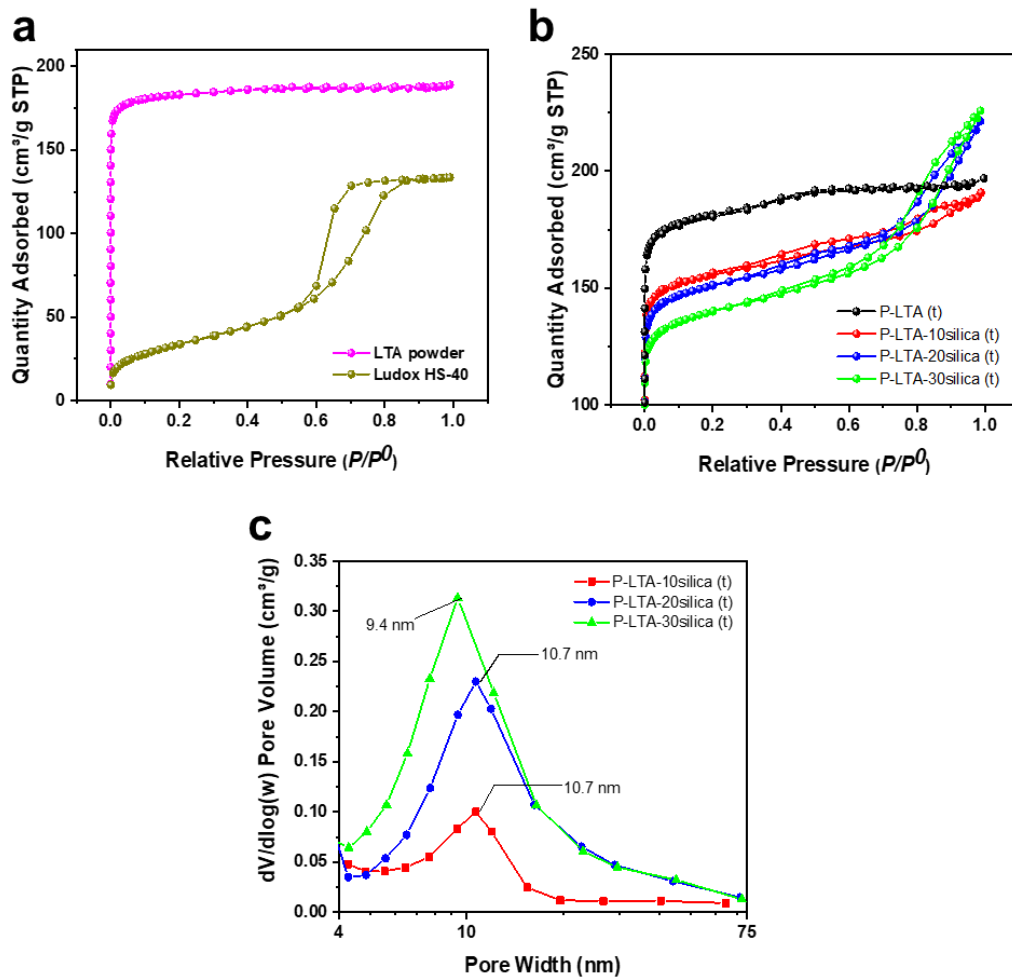 a
Quantity Adsorbed (cm³/g STP)
200
150
100
50
0
0.0 0.2 0.4 0.6 0.8 1.0
Relative Pressure (P/P⁰)
LTA powder
Ludox HS-40
b
Quantity Adsorbed (cm³/g STP)
250
200
150
100
0.0 0.2 0.4 0.6 0.8 1.0
Relative Pressure (P/P⁰)
P-LTA (t)
P-LTA-10silica (t)
P-LTA-20silica (t)
P-LTA-30silica (t)
c
dV/dlog(w) Pore Volume (cm³/g)
0.35
0.30
0.25
0.20
0.15
0.10
0.05
0.00
4 10 75
Pore Width (nm)
P-LTA-10silica (t)
P-LTA-20silica (t)
P-LTA-30silica (t)
9.4 nm
10.7 nm
10.7 nm